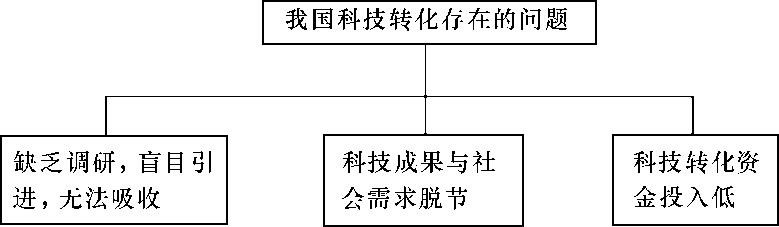 我国科技转化存在的问题
缺乏调研,盲目引
进,无法吸收
科技成果与社
会需求脱节
科技转化资
金投入低